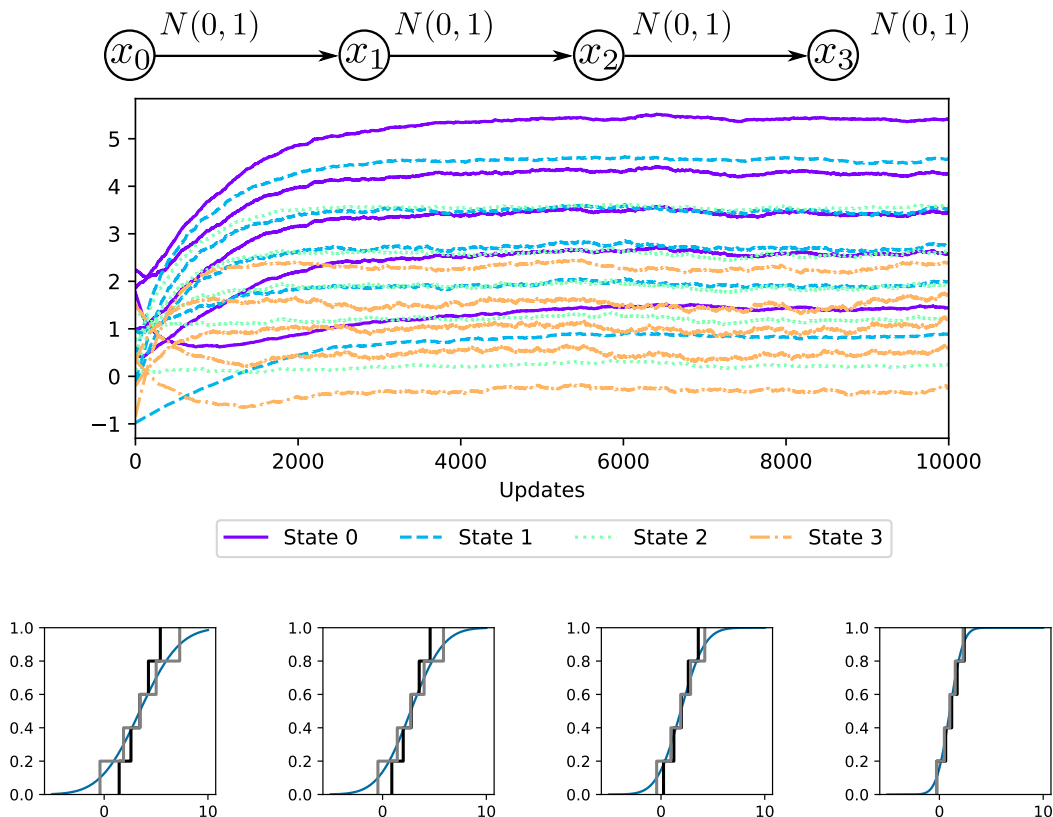 N(0, 1) N(0, 1) N(0, 1) N(0, 1)
x0 x1 x2 x3
5
4
3
2
1
0
−1
0 2000 4000 6000 8000 10000
Updates
State 0 State 1 State 2 State 3
1.0 1.0 1.0 1.0
0.8 0.8 0.8 0.8
0.6 0.6 0.6 0.6
0.4 0.4 0.4 0.4
0.2 0.2 0.2 0.2
0.0 0.0 0.0 0.0
0 10 0 10 0 10 0 10